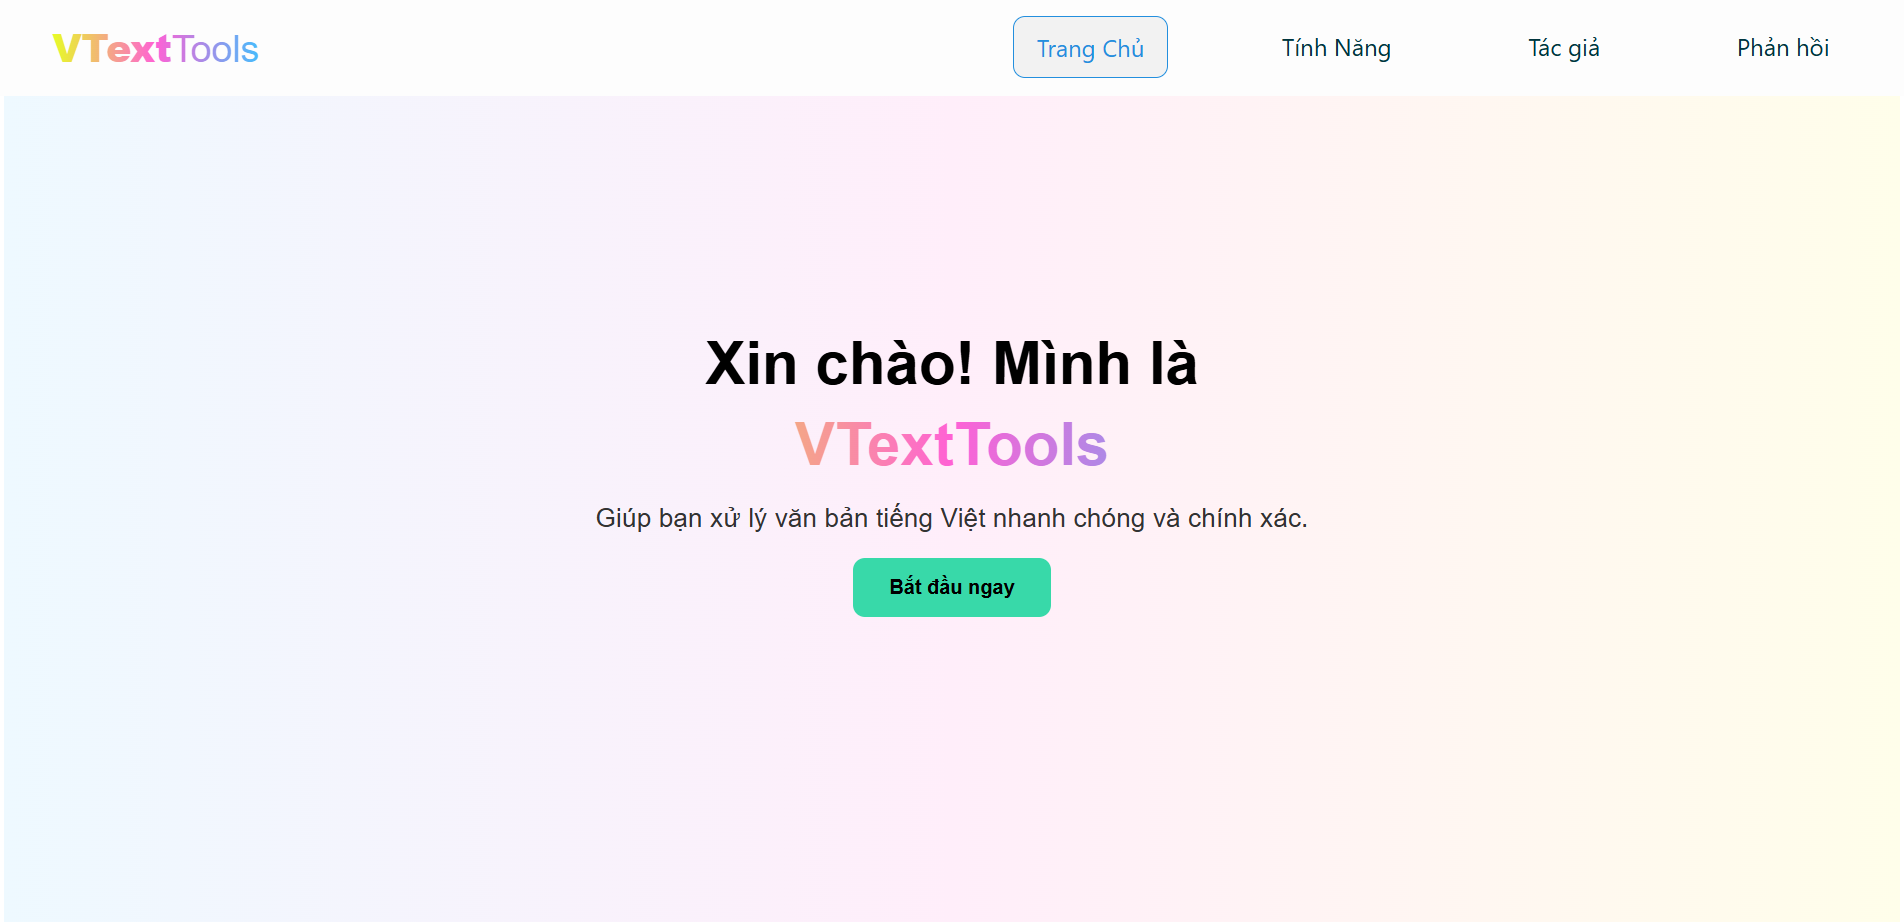 VTextTools
Trang Chủ
Tính Năng
Tác giả
Phản hồi
Xin chào! Mình là
VTextTools
Giúp bạn xử lý văn bản tiếng Việt nhanh chóng và chính xác.
Bắt đầu ngay